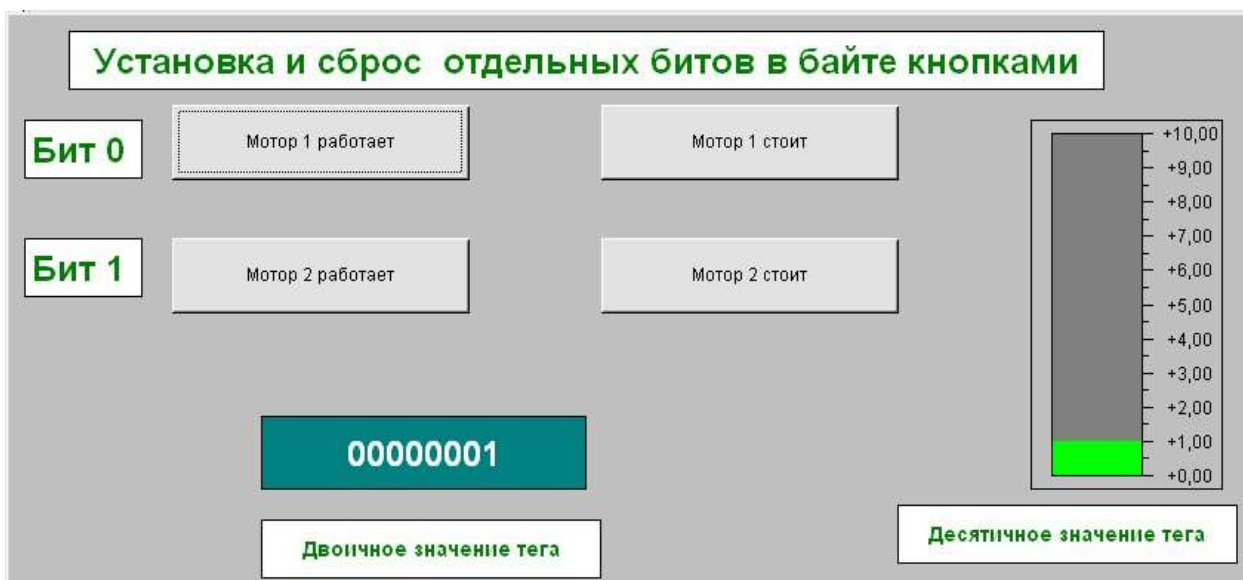 Установка и сброс отдельных битов в байте кнопками
Бит 0
Мотор 1 работает
Мотор 1 стоит
Бит 1
Мотор 2 работает
Мотор 2 стоит
+10,00
+9,00
+8,00
+7,00
+6,00
+5,00
+4,00
+3,00
+2,00
+1,00
+0,00
00000001
Двоичное значение тега
Десятичное значение тега